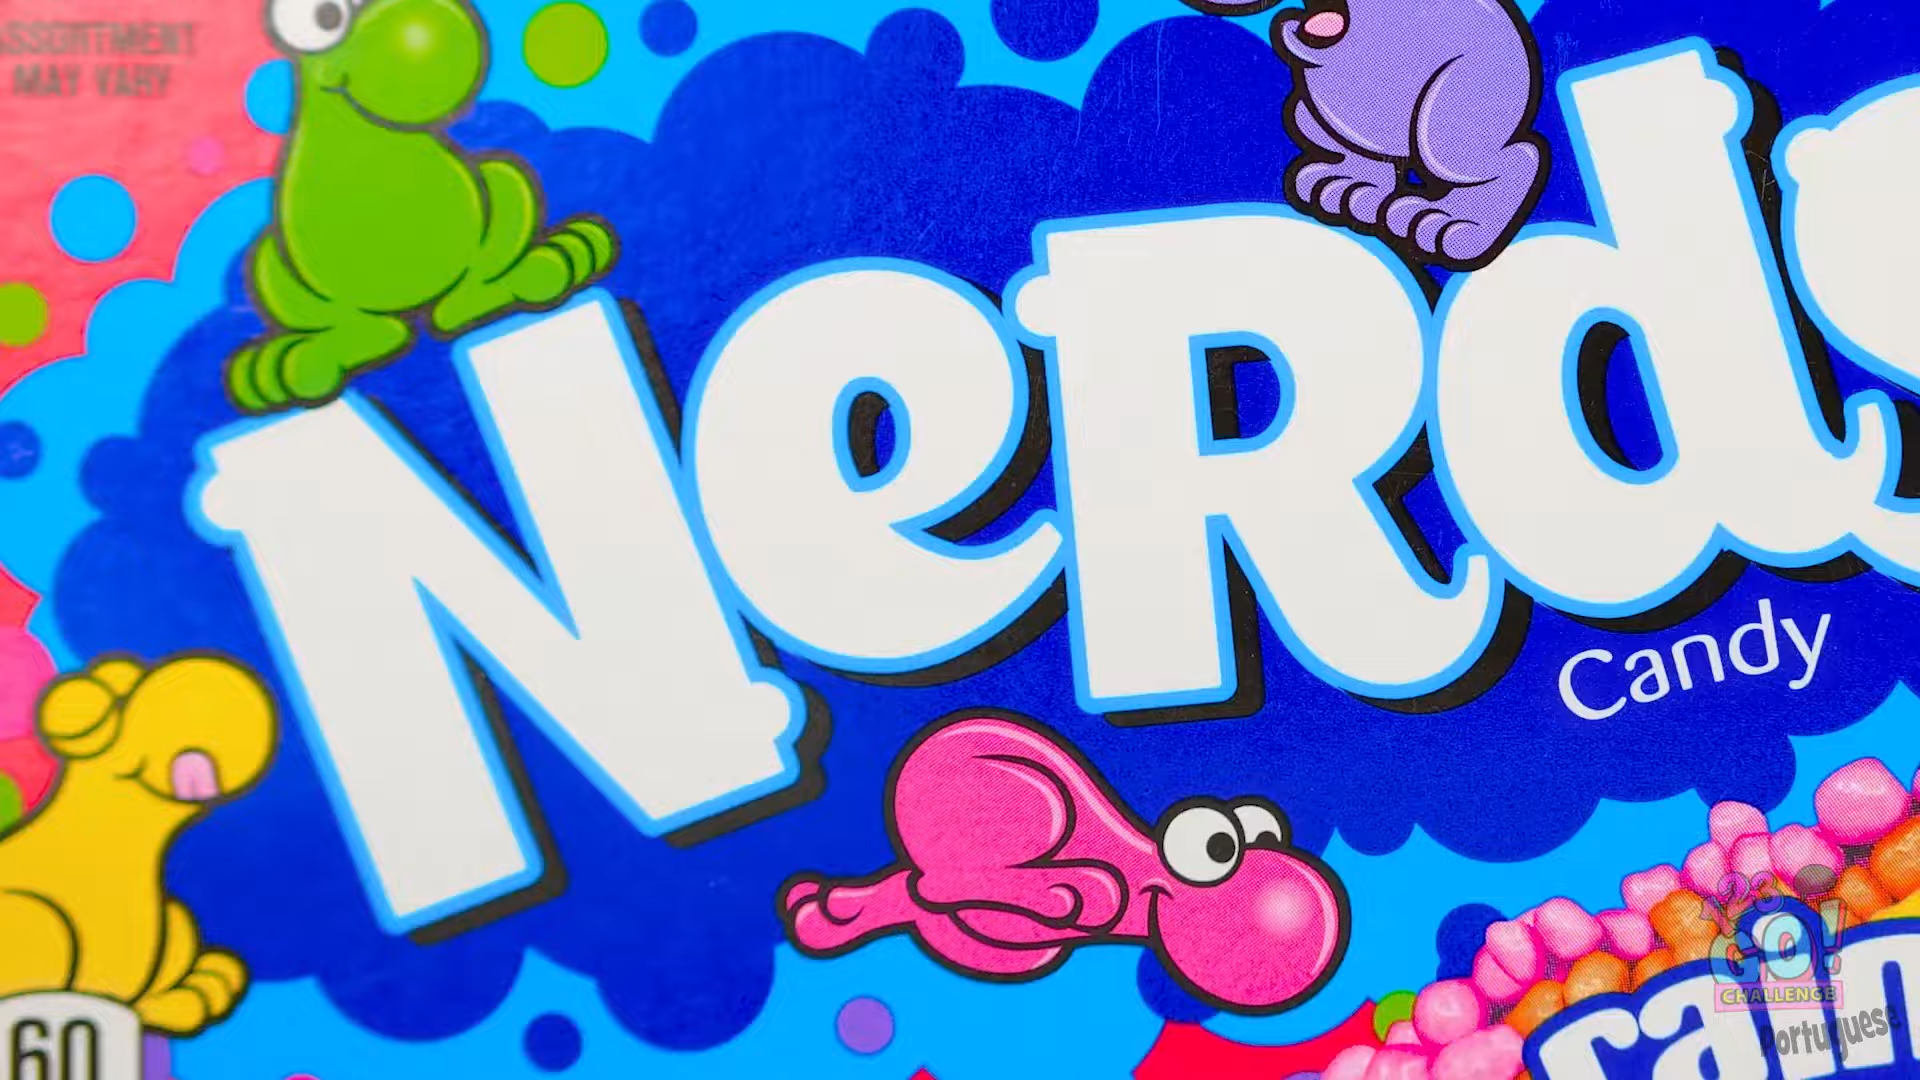 ASSORTMENT
MAY VARY
Nerds
Candy
60
123
GO!
CHALLENGE
Portuguese